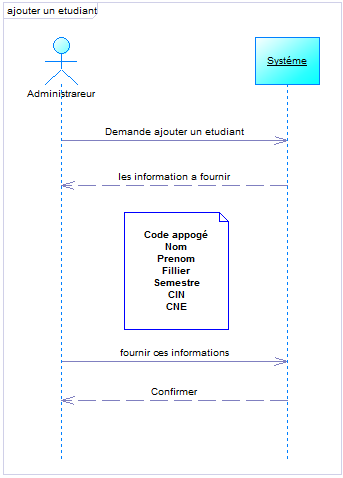 ajouter un etudiant
Administrareur
Systéme
Demande ajouter un etudiant
les information a fournir
Code appogé
Nom
Prenom
Fillier
Semestre
CIN
CNE
fournir ces informations
Confirmer